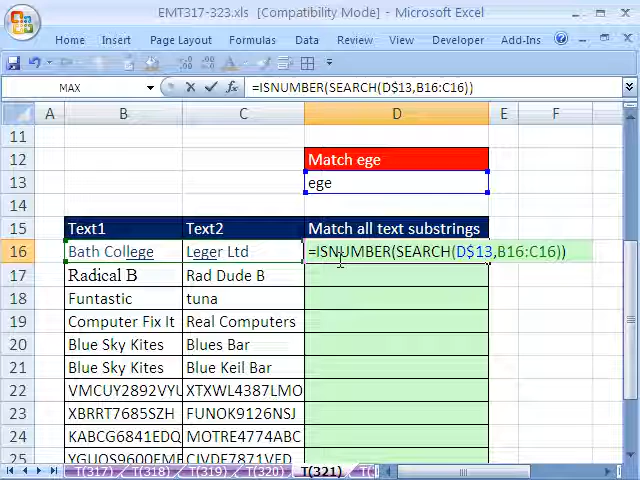 EMT317-323.xls [Compatibility Mode] - Microsoft Excel
Home Insert Page Layout Formulas Data Review View Developer Add-Ins
MAX =ISNUMBER(SEARCH(D$13,B16:C16))
A B C D E F
11
12 Match ege
13 ege
14
15 Text1 Text2 Match all text substrings
16 Bath College Leger Ltd =ISNUMBER(SEARCH(D$13,B16:C16))
17 Radical B Rad Dude B
18 Funtastic tuna
19 Computer Fix It Real Computers
20 Blue Sky Kites Blues Bar
21 Blue Sky Kites Blue Keil Bar
22 VMCUY2892VYU XTXWL4387LMO
23 XBRRT7685SZH FUNOK9126NSJ
24 KABCG6841EDQ MOTRE4774ABC
25 YGUOS9600EME CIVDE7871VED
T(317) T(318) T(319) T(320) T(321)